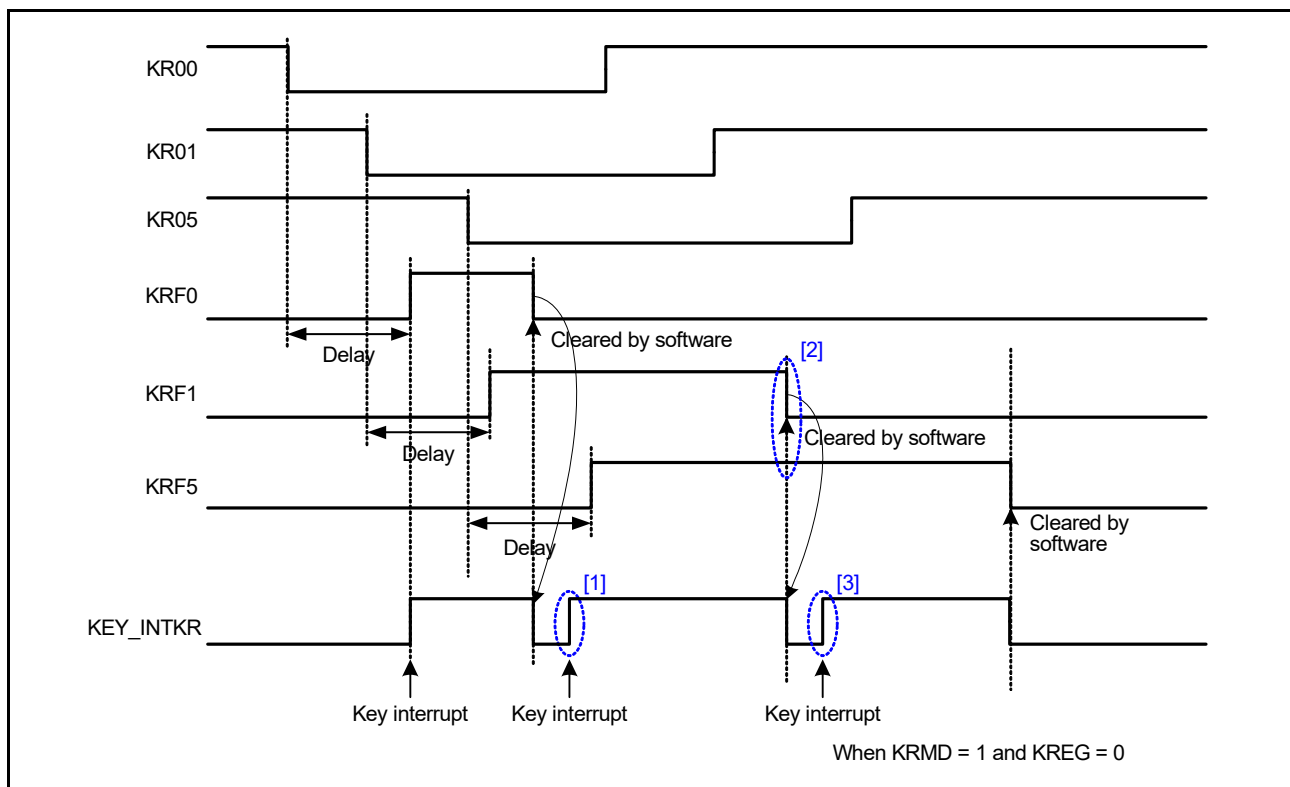 KR00
KR01
KR05
KRF0
Delay
Cleared by software
[2]
KRF1
Delay
Cleared by software
KRF5
Delay
Cleared by
software
[1]
[3]
KEY_INTKR
Key interrupt
Key interrupt
Key interrupt
When KRMD = 1 and KREG = 0